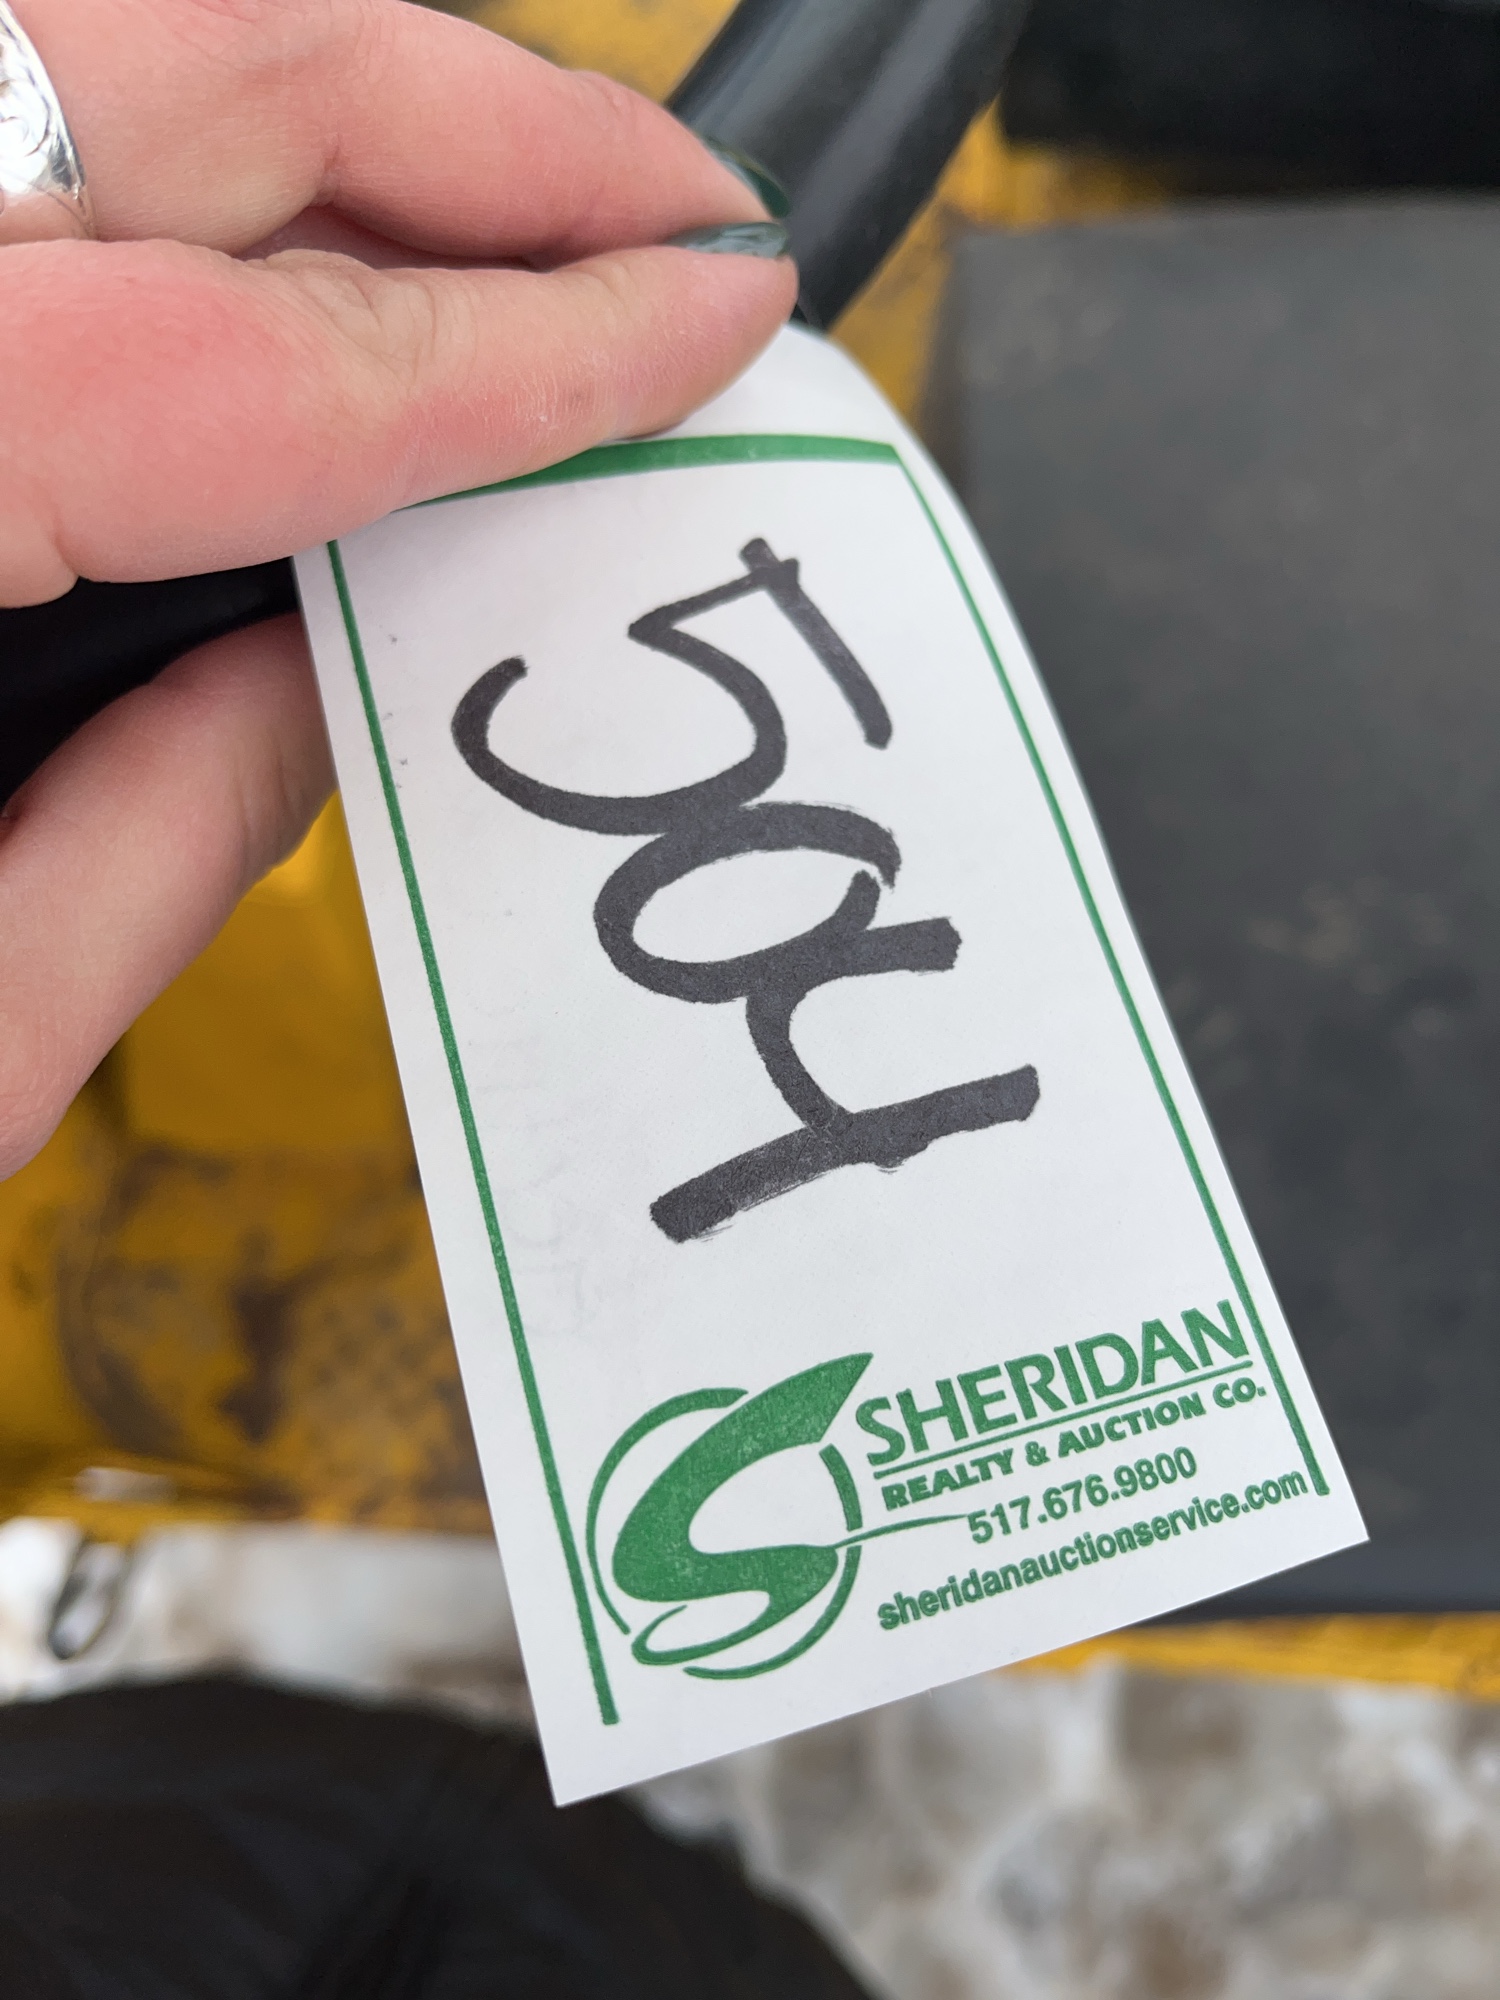 504
SHERIDAN
REALTY & AUCTION CO.
517.676.9800
sheridanauctionservice.com